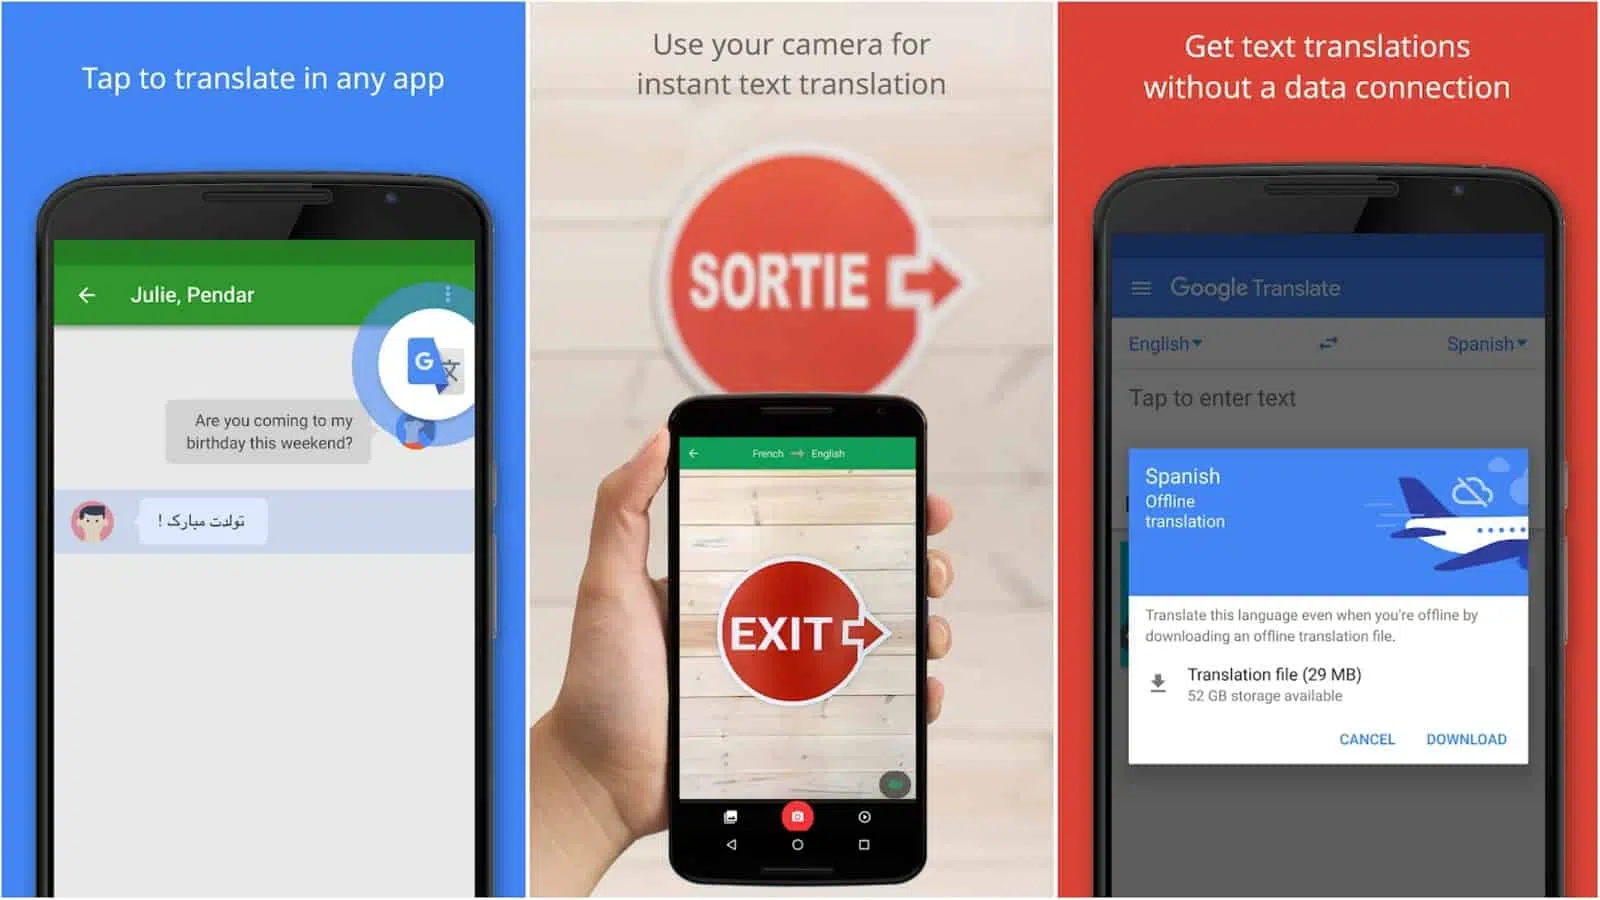 Tap to translate in any app
Julie, Pendar
G 文
Are you coming to my
birthday this weekend?
تولدت مبارک !
Use your camera for
instant text translation
SORTIE
French English
EXIT
Get text translations
without a data connection
Google Translate
English Spanish
Tap to enter text
Spanish
Offline
translation
Translate this language even when you're offline by
downloading an offline translation file.
Translation file (29 MB)
52 GB storage available
CANCEL DOWNLOAD